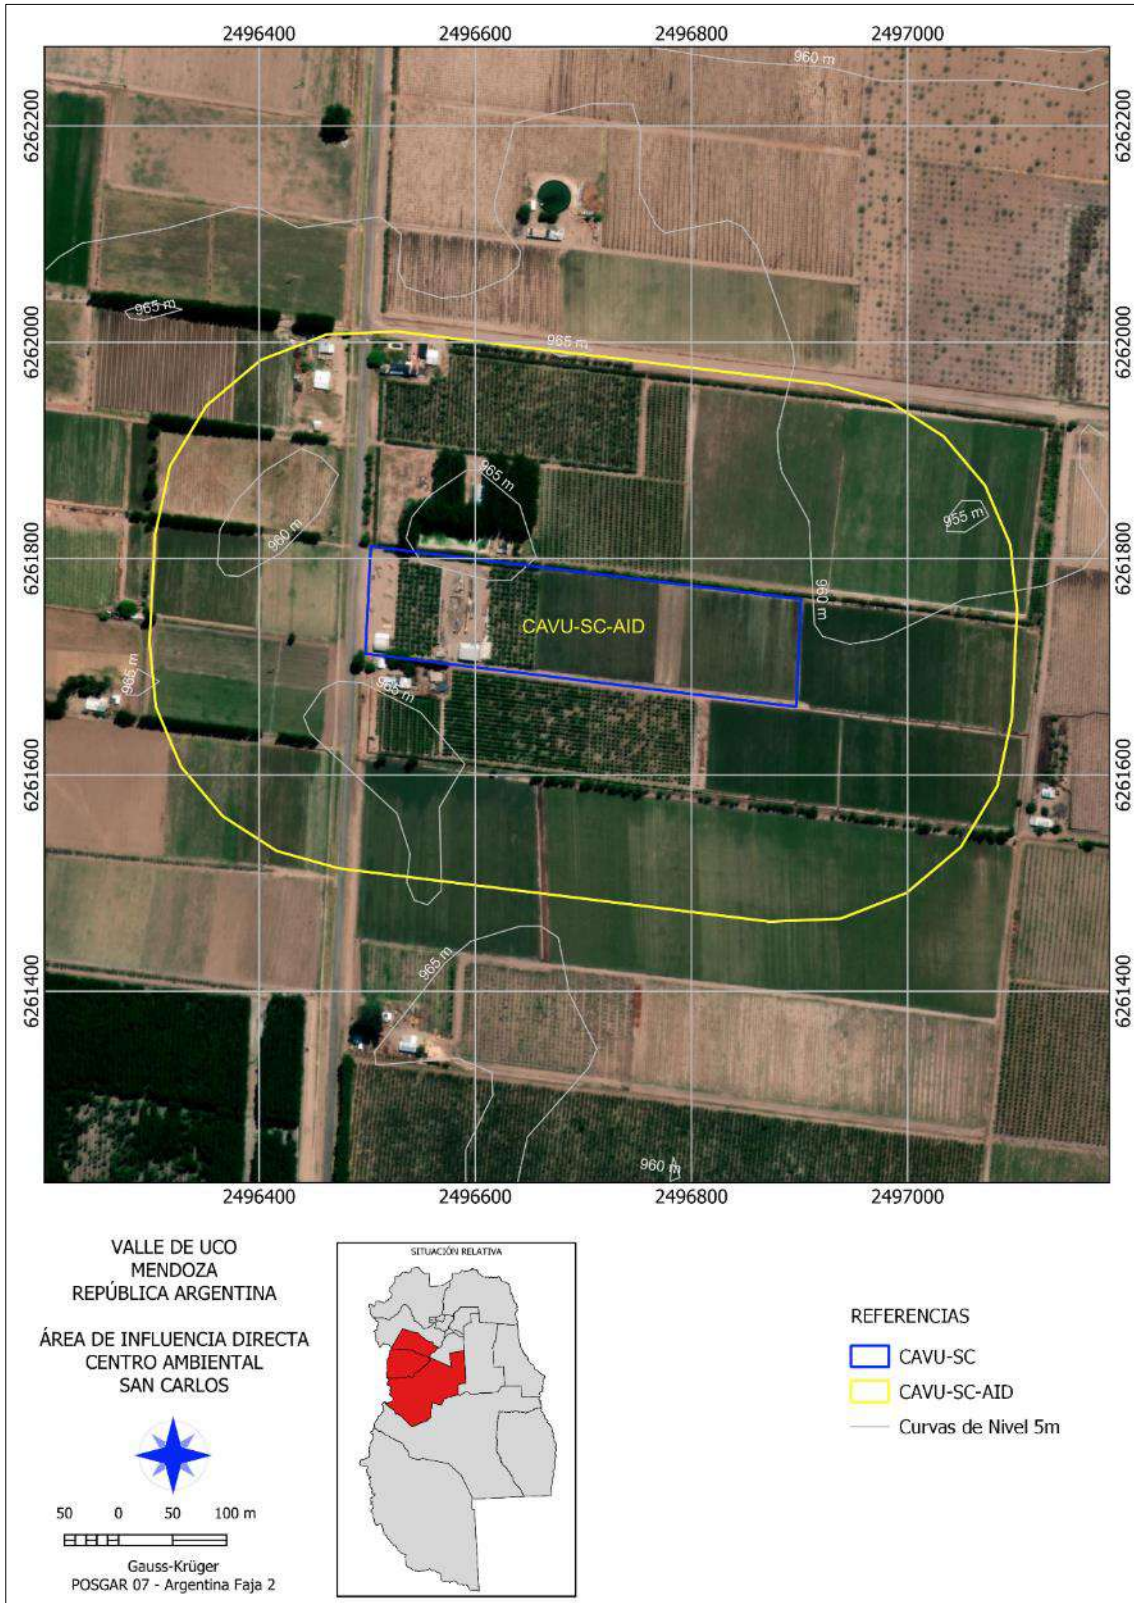 2496400 2496600 2496800 2497000
960 m
6262200 6262200
965 m
6262000 6262000
965 m
965 m
955 m
960 m
6261800 6261800
960 m
CAVU-SC-AID
965 m
965 m
6261600 6261600
965 m
6261400 6261400
960 m
2496400 2496600 2496800 2497000
VALLE DE UCO
MENDOZA
REPÚBLICA ARGENTINA
ÁREA DE INFLUENCIA DIRECTA
CENTRO AMBIENTAL
SAN CARLOS
50 0 50 100 m
Gauss-Krüger
POSGAR 07 - Argentina Faja 2
SITUACIÓN RELATIVA
REFERENCIAS
CAVU-SC
CAVU-SC-AID
Curvas de Nivel 5m